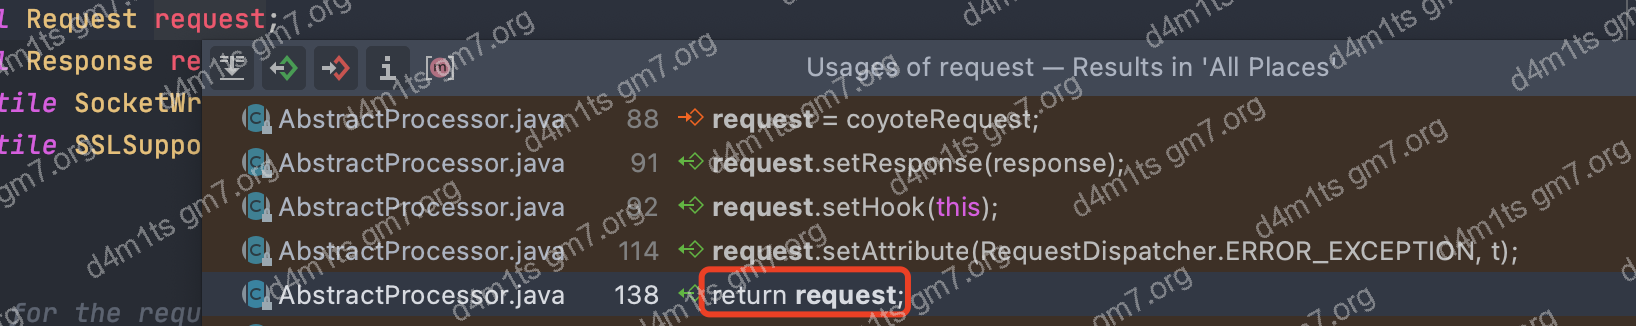 l Request request;
l Response re
tile SocketWr
tile SSLSuppo
for the requ
Usages of request — Results in 'All Places'
AbstractProcessor.java 88 request = coyoteRequest;
AbstractProcessor.java 91 request.setResponse(response);
AbstractProcessor.java 92 request.setHook(this);
AbstractProcessor.java 114 request.setAttribute(RequestDispatcher.ERROR_EXCEPTION, t);
AbstractProcessor.java 138 return request;
d4m1ts gm7.org